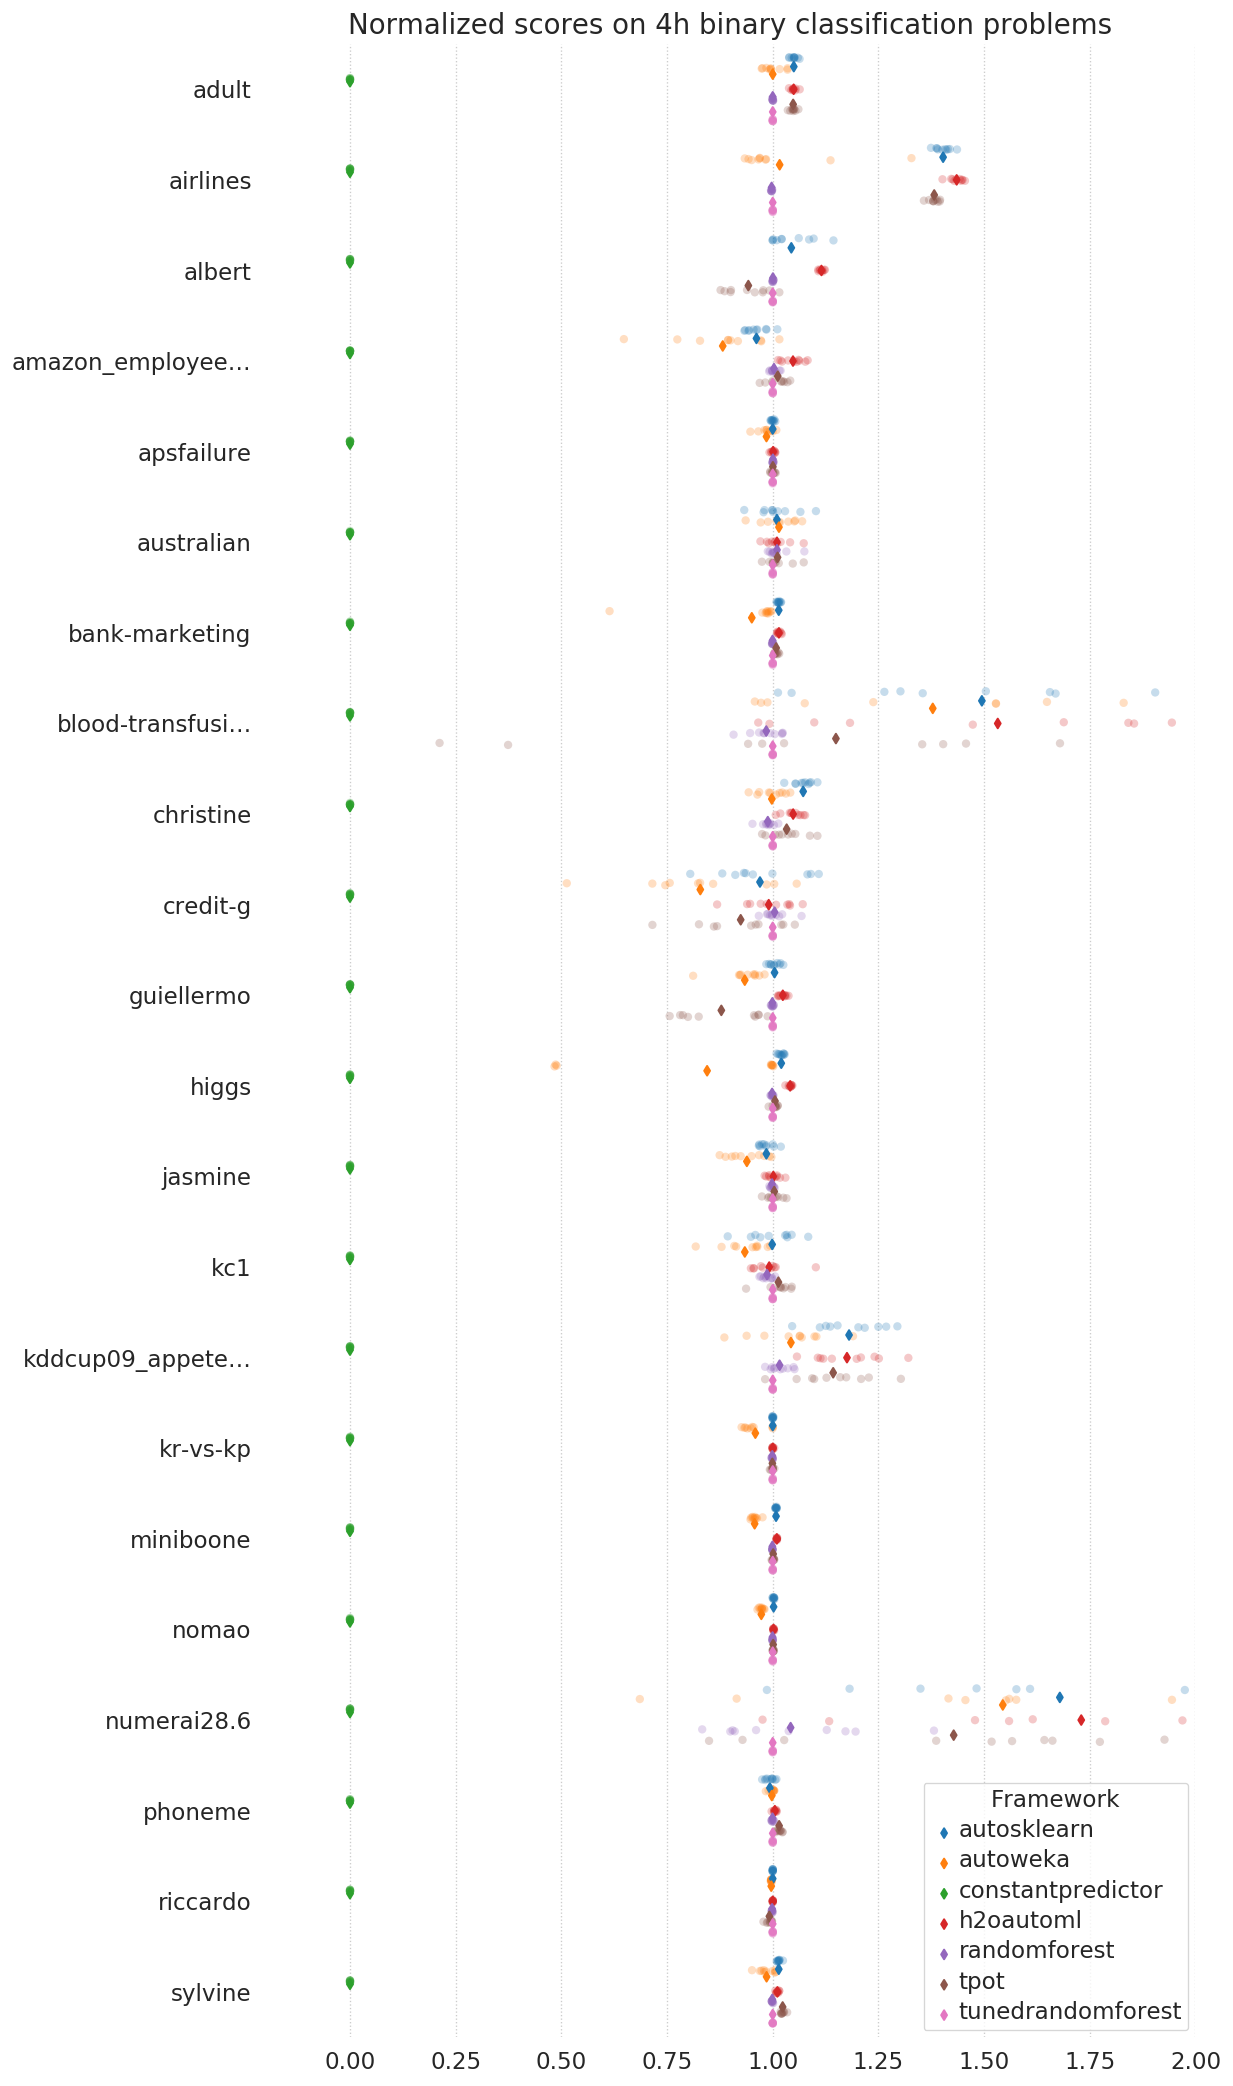 Normalized scores on 4h binary classification problems
adult
airlines
albert
amazon_employee...
apsfailure
australian
bank-marketing
blood-transfusi...
christine
credit-g
guiellermo
higgs
jasmine
kc1
kddcup09_appete...
kr-vs-kp
miniboone
nomao
numerai28.6
phoneme
riccardo
sylvine
Framework
autosklearn
autoweka
constantpredictor
h2oautoml
randomforest
tpot
tunedrandomforest
0.00 0.25 0.50 0.75 1.00 1.25 1.50 1.75 2.00